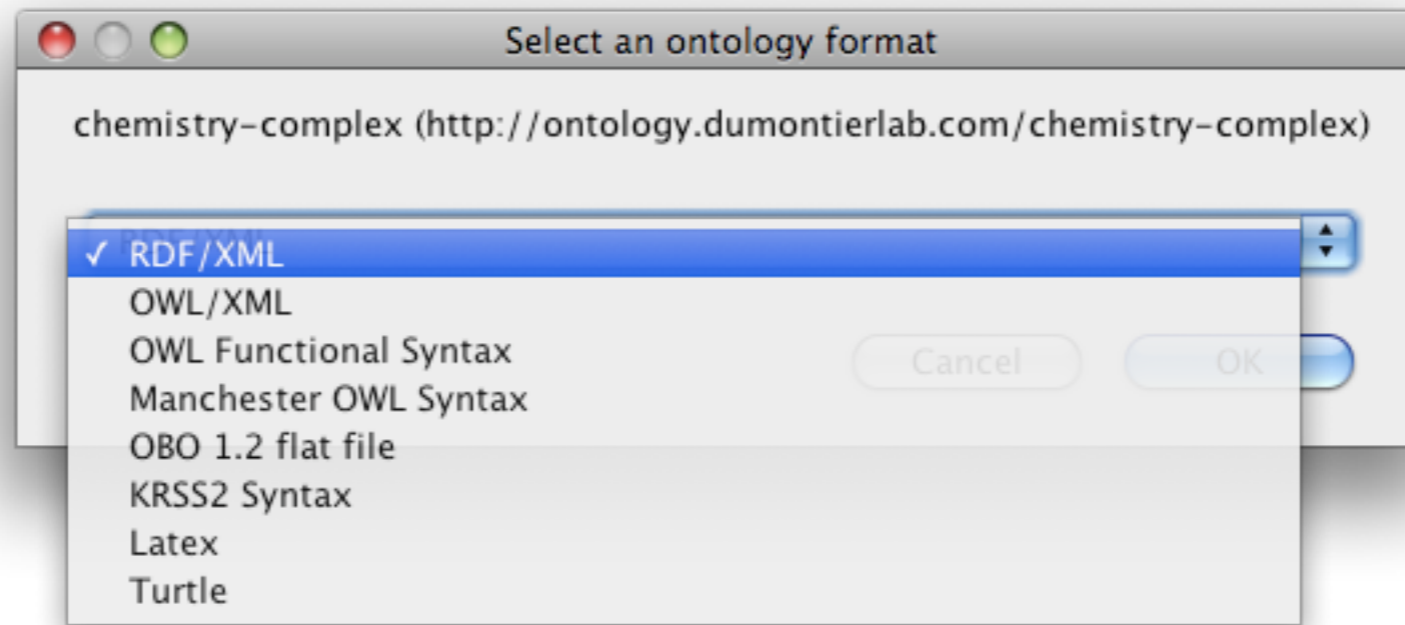 Select an ontology format
chemistry-complex (http://ontology.dumontierlab.com/chemistry-complex)
✓ RDF/XML
OWL/XML
OWL Functional Syntax
Cancel
OK
Manchester OWL Syntax
OBO 1.2 flat file
KRSS2 Syntax
Latex
Turtle